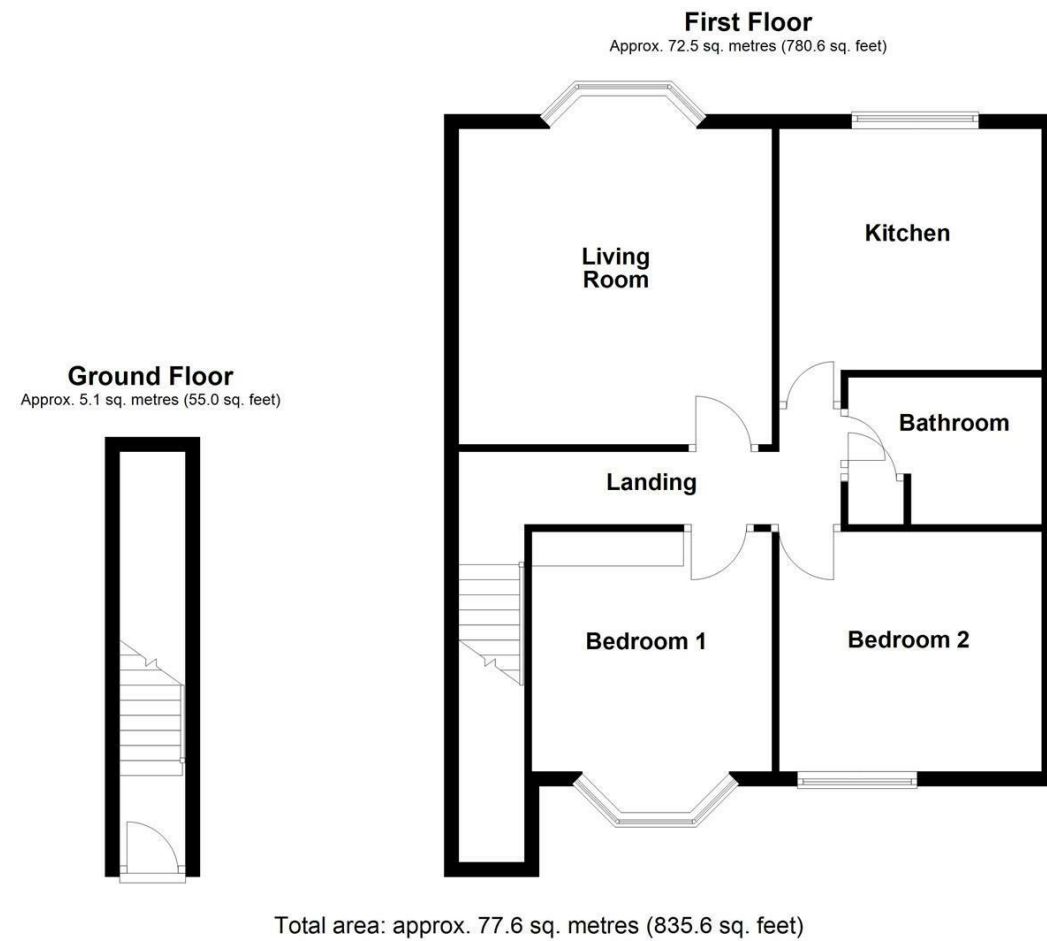 First Floor
Approx. 72.5 sq. metres (780.6 sq. feet)
Kitchen
Living
Room
Ground Floor
Approx. 5.1 sq. metres (55.0 sq. feet)
Bathroom
Landing
Bedroom 1
Bedroom 2
Total area: approx. 77.6 sq. metres (835.6 sq. feet)